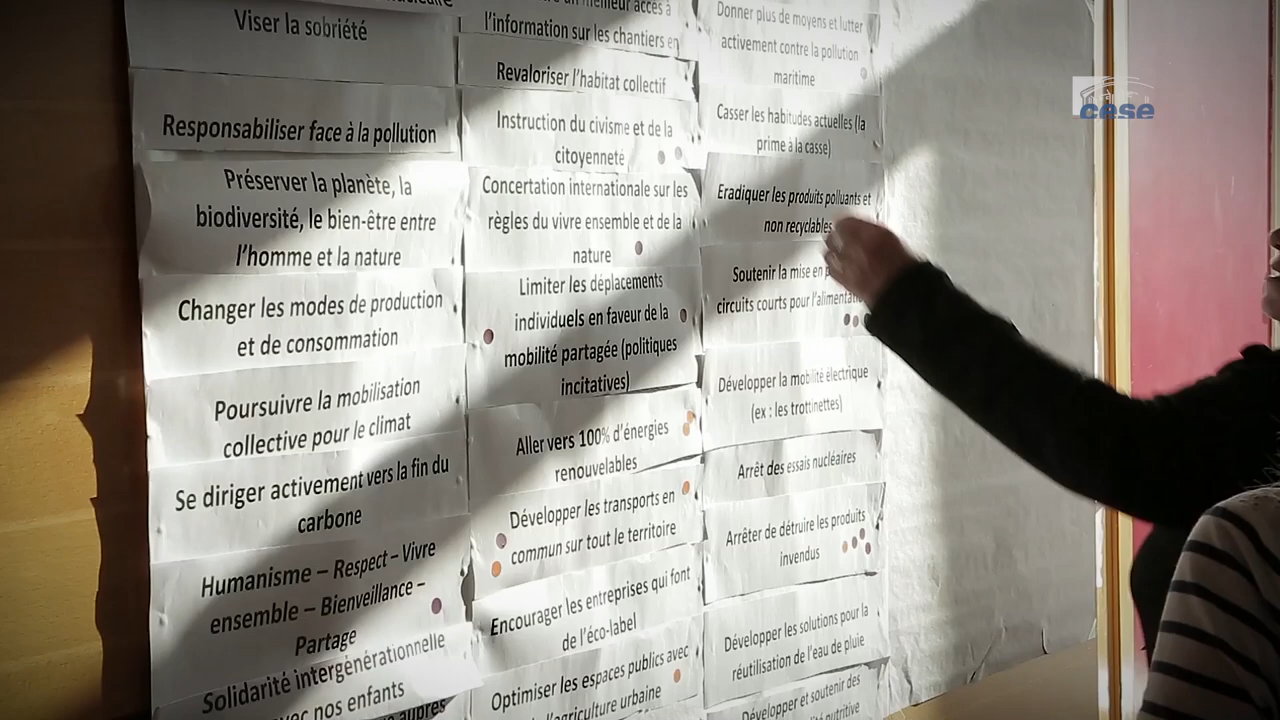 Viser la sobriété
Responsabiliser face à la pollution
Préserver la planète, la
biodiversité, le bien-être entre
l'homme et la nature
Changer les modes de production
et de consommation
Poursuivre la mobilisation
collective pour le climat
Se diriger activement vers la fin du
carbone
Humanisme – Respect – Vivre
ensemble – Bienveillance –
Partage
Solidarité intergénérationnelle
avec nos enfants
autres
meilleur accès à
l'information sur les chantiers en
Revaloriser l'habitat collectif
Instruction du civisme et de la
citoyenneté
Concertation internationale sur les
règles du vivre ensemble et de la
nature
Limiter les déplacements
individuels en faveur de la
mobilité partagée (politiques
incitatives)
Aller vers 100% d'énergies
renouvelables
Développer les transports en
commun sur tout le territoire
Encourager les entreprises qui font
de l'éco-label
Optimiser les espaces publics avec
de l'agriculture urbaine
Donner plus de moyens et lutter
activement contre la pollution
maritime
Casser les habitudes actuelles (la
prime à la casse)
Eradiquer les produits polluants et
non recyclables
Soutenir la mise en
circuits courts pour l'alimentation
Développer la mobilité électrique
(ex : les trottinettes)
Arrêt des essais nucléaires
Arrêter de détruire les produits
invendus
Développer les solutions pour la
réutilisation de l'eau de pluie
Développer et soutenir des
nutritive
cese